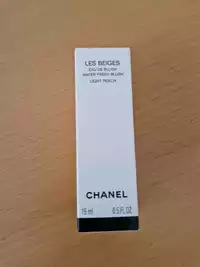 LES BEIGES
EAU DE BLUSH
WATER-FRESH BLUSH
LIGHT PEACH
CHANEL
15 ml 0.5 FL.OZ.